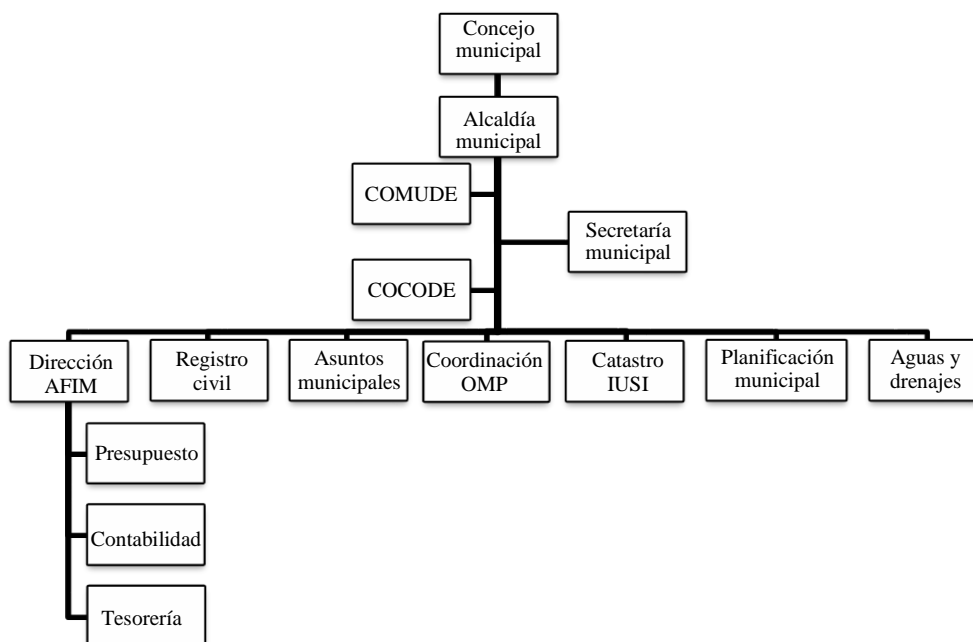 Concejo
municipal
Alcaldía
municipal
COMUDE
Secretaría
municipal
COCODE
Dirección
AFIM
Registro
civil
Asuntos
municipales
Coordinación
OMP
Catastro
IUSI
Planificación
municipal
Aguas y
drenajes
Presupuesto
Contabilidad
Tesorería